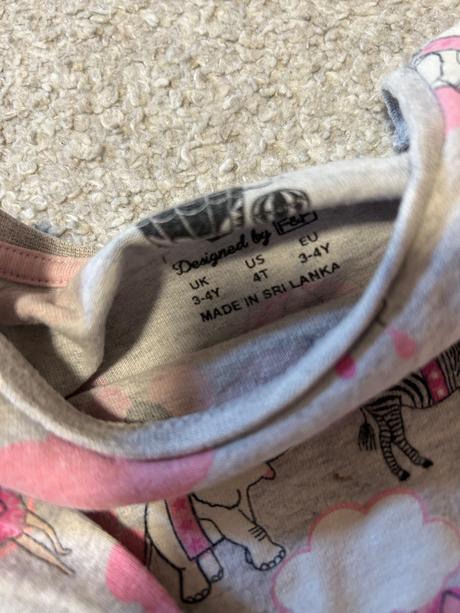 Designed by F&F
UK US EU
3-4Y 4T 3-4Y
MADE IN SRI LANKA